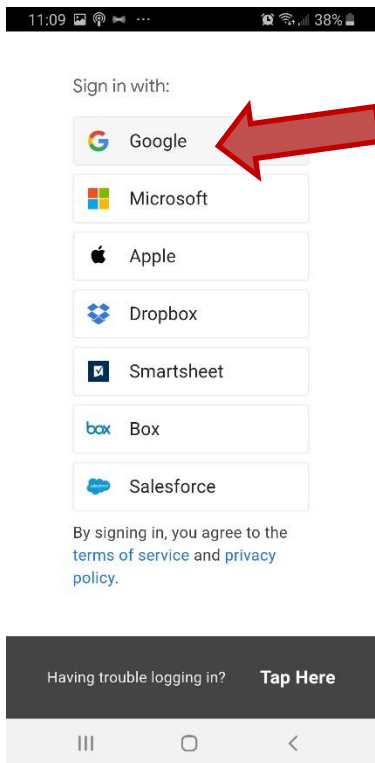 11:09 38%
Sign in with:
Google
Microsoft
Apple
Dropbox
Smartsheet
box Box
Salesforce
By signing in, you agree to the
terms of service and privacy
policy.
Having trouble logging in? Tap Here